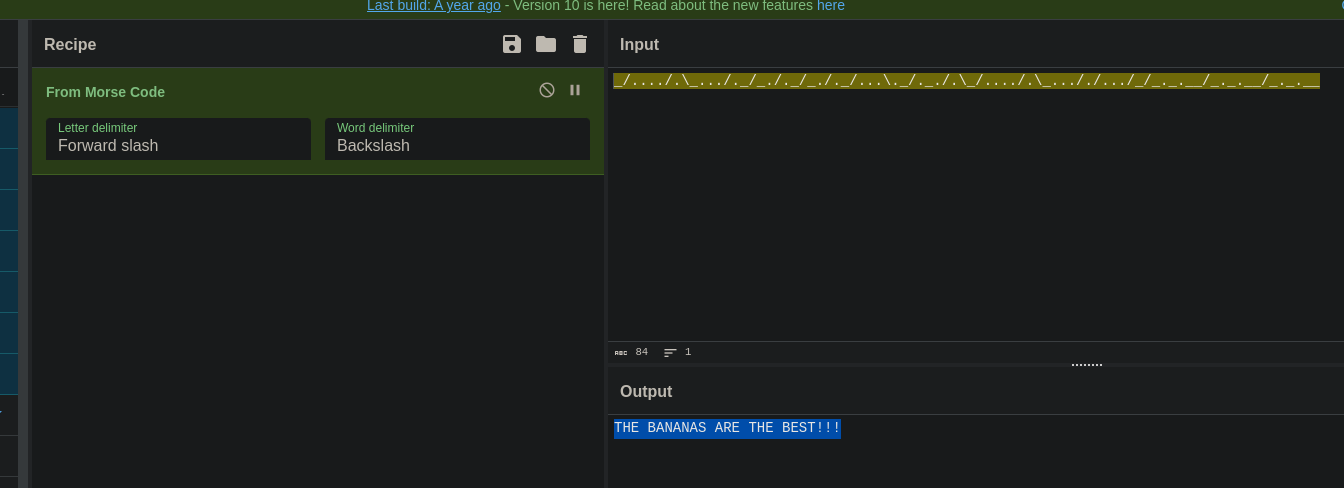 Last build: A year ago - Version 10 is here! Read about the new features here
Recipe
From Morse Code
Letter delimiter
Forward slash
Word delimiter
Backslash
Input
_/..../.\_.../._/_./._/_./._/...\._/._./.\_/..../.\_..././.../_/_._.__/_._.__/_._.__
ABC 84 1
Output
THE BANANAS ARE THE BEST!!!